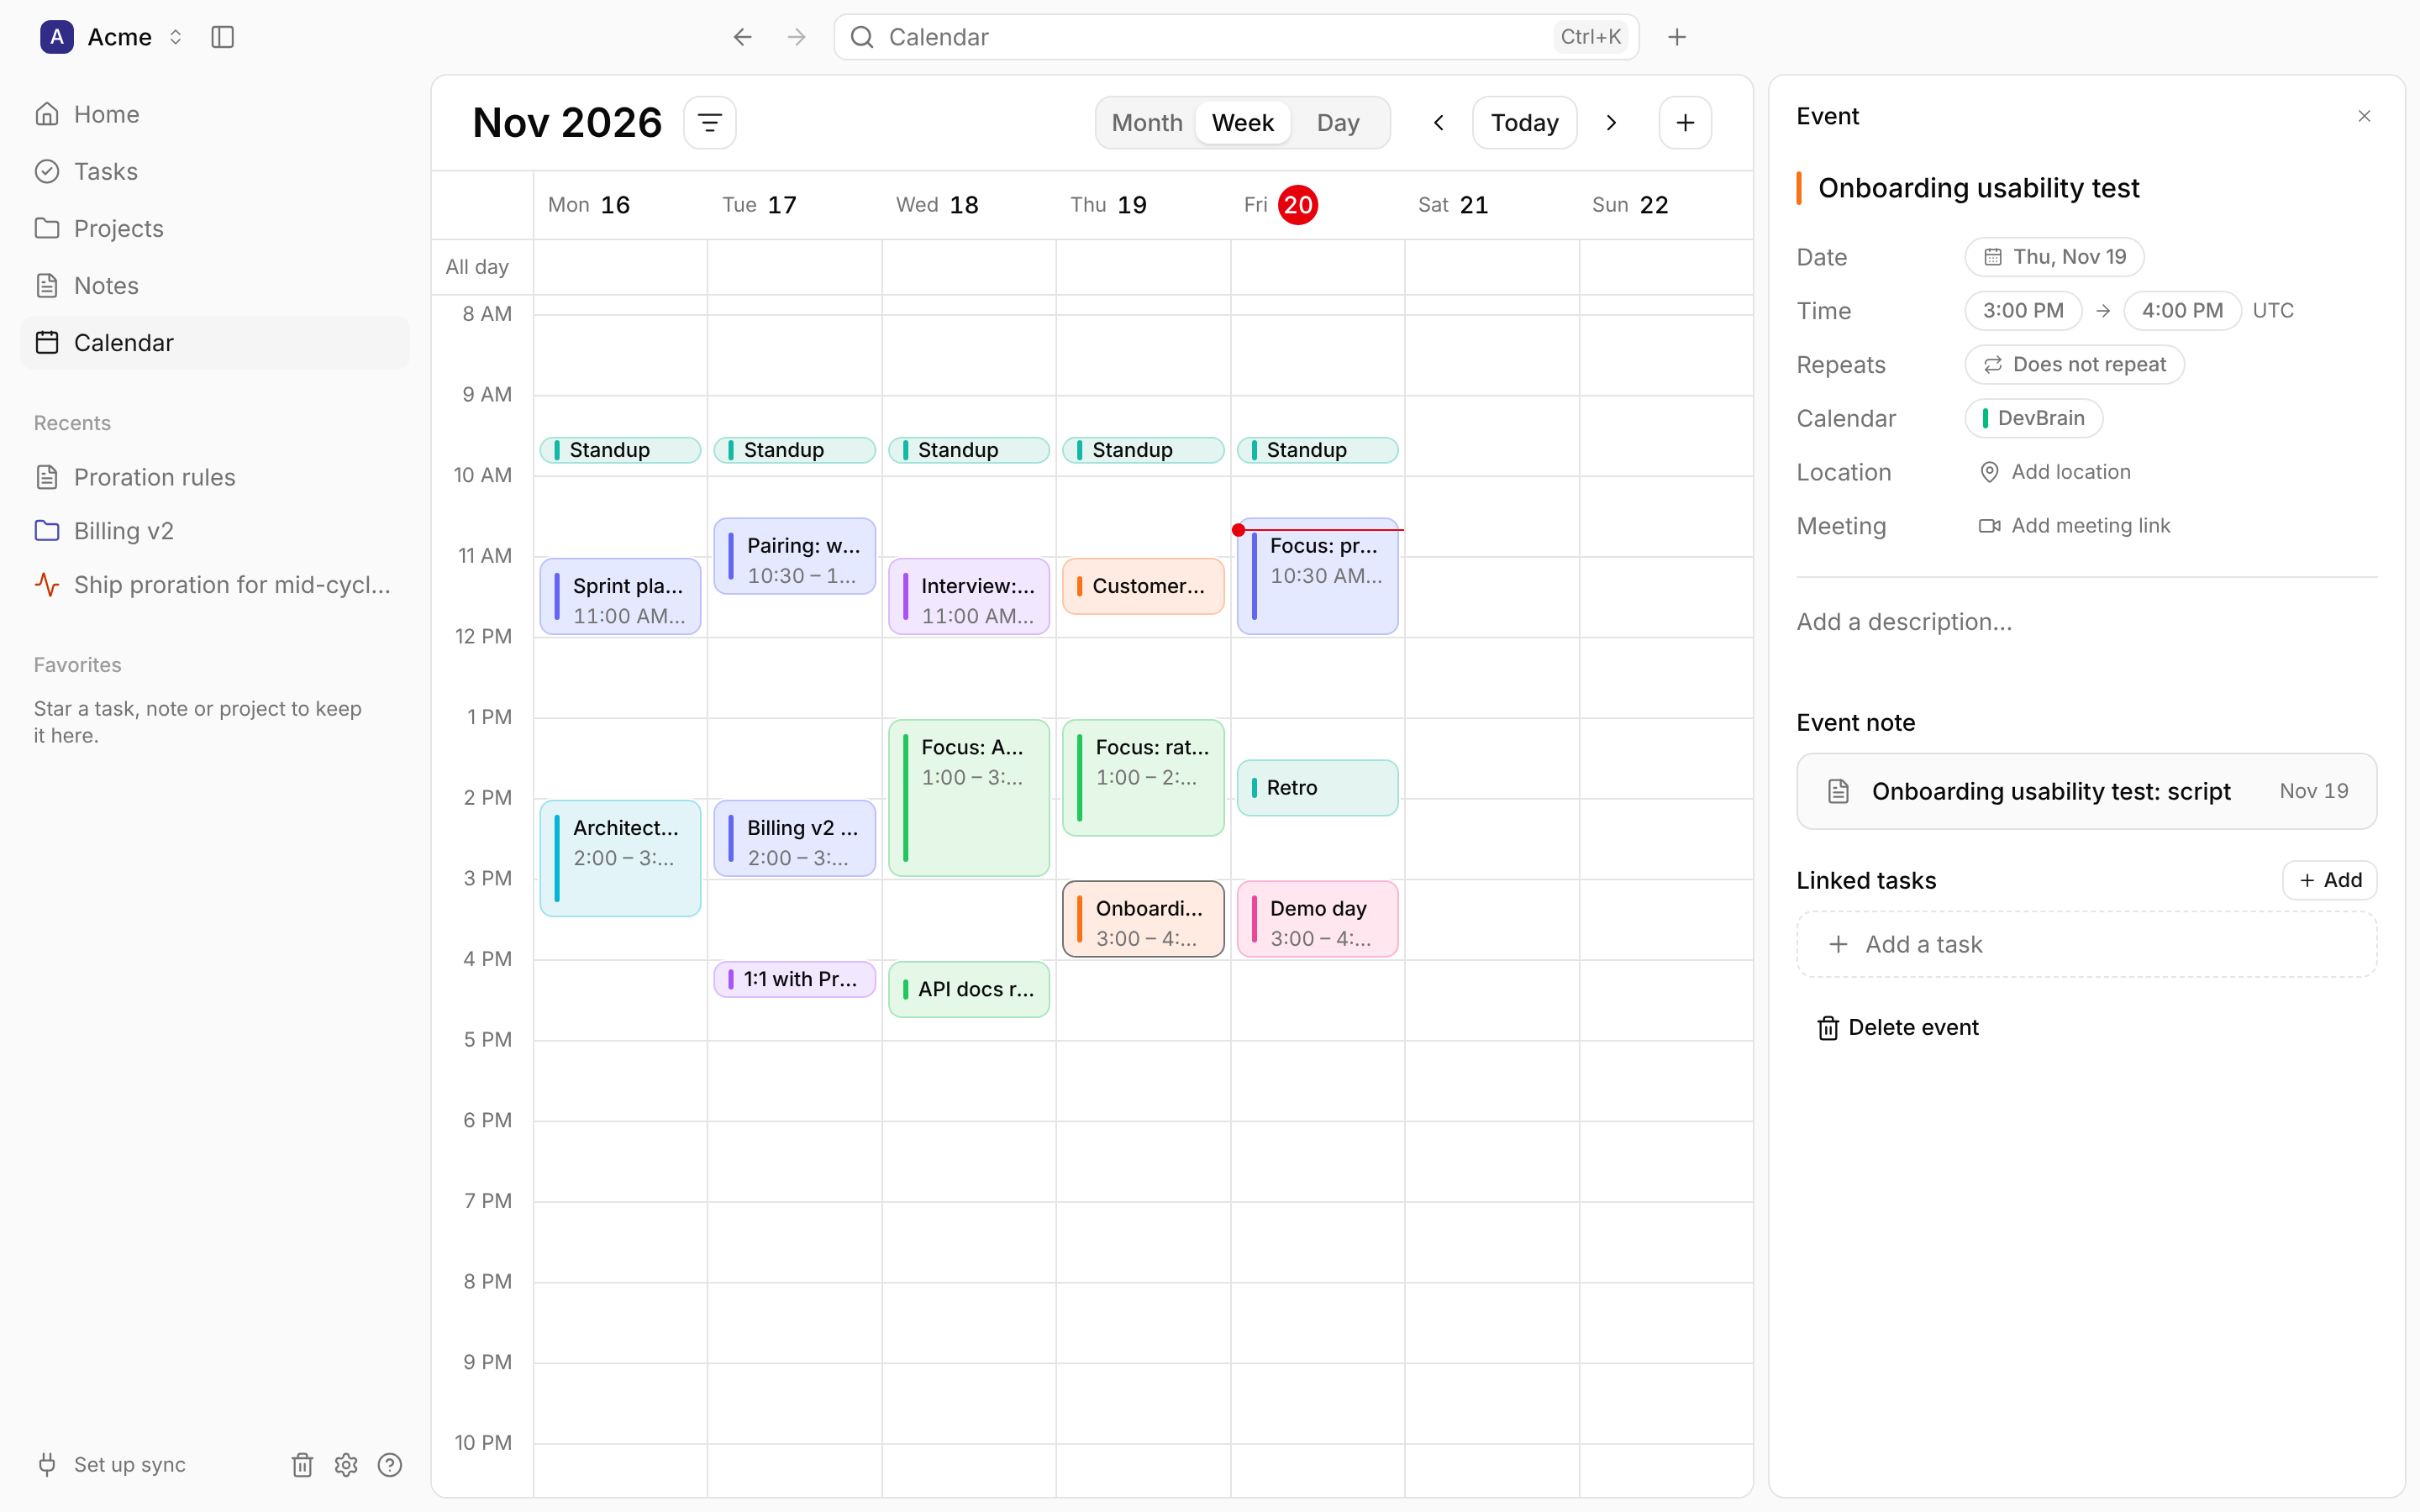 A Acme
Calendar Ctrl+K
Home
Tasks
Projects
Notes
Calendar
Recents
Proration rules
Billing v2
Ship proration for mid-cycl...
Favorites
Star a task, note or project to keep
it here.
Set up sync
Nov 2026
Month Week Day Today
Mon 16 Tue 17 Wed 18 Thu 19 Fri 20 Sat 21 Sun 22
All day
8 AM
9 AM
Standup Standup Standup Standup Standup
10 AM
Pairing: w... Focus: pr...
11 AM
10:30 – 1... 10:30 AM...
Sprint pla... Interview:... Customer...
11:00 AM... 11:00 AM...
12 PM
1 PM
Focus: A... Focus: rat...
1:00 – 3:... 1:00 – 2:...
Retro
2 PM
Architect... Billing v2 ...
2:00 – 3:... 2:00 – 3:...
3 PM
Onboardi... Demo day
3:00 – 4:... 3:00 – 4:...
4 PM
1:1 with Pr... API docs r...
5 PM
6 PM
7 PM
8 PM
9 PM
10 PM
Event
Onboarding usability test
Date Thu, Nov 19
Time 3:00 PM → 4:00 PM UTC
Repeats Does not repeat
Calendar DevBrain
Location Add location
Meeting Add meeting link
Add a description...
Event note
Onboarding usability test: script Nov 19
Linked tasks + Add
+ Add a task
Delete event